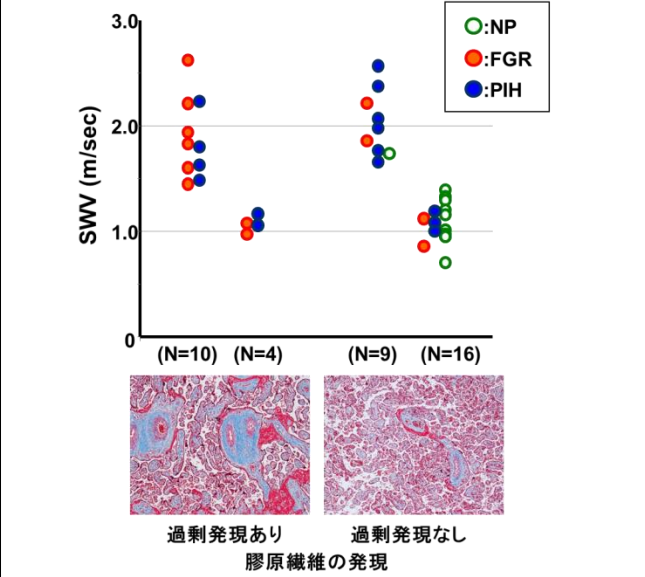 3.0
○:NP
:FGR
:PIH
2.0
SWV (m/sec)
1.0
0
(N=10) (N=4) (N=9) (N=16)
過剰発現あり 過剰発現なし
膠原繊維の発現